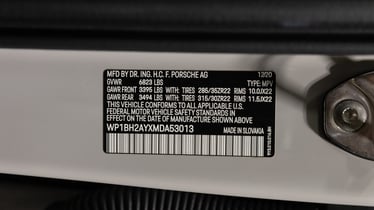 MFD BY DR. ING. H.C. F. PORSCHE AG 12/20
GVWR 6823 LBS TYPE: MPV
GAWR FRONT 3395 LBS WITH: TIRES 285/35ZR22 RIMS 10.0JX22
GAWR REAR 3494 LBS WITH: TIRES 315/30ZR22 RIMS 11.5JX22
THIS VEHICLE CONFORMS TO ALL APPLICABLE
FEDERAL MOTOR VEHICLE SAFETY STANDARDS IN
EFFECT ON THE DATE OF MANUFACTURE SHOWN ABOVE
WP1BH2AYXMDA53013 MADE IN SLOVAKIA